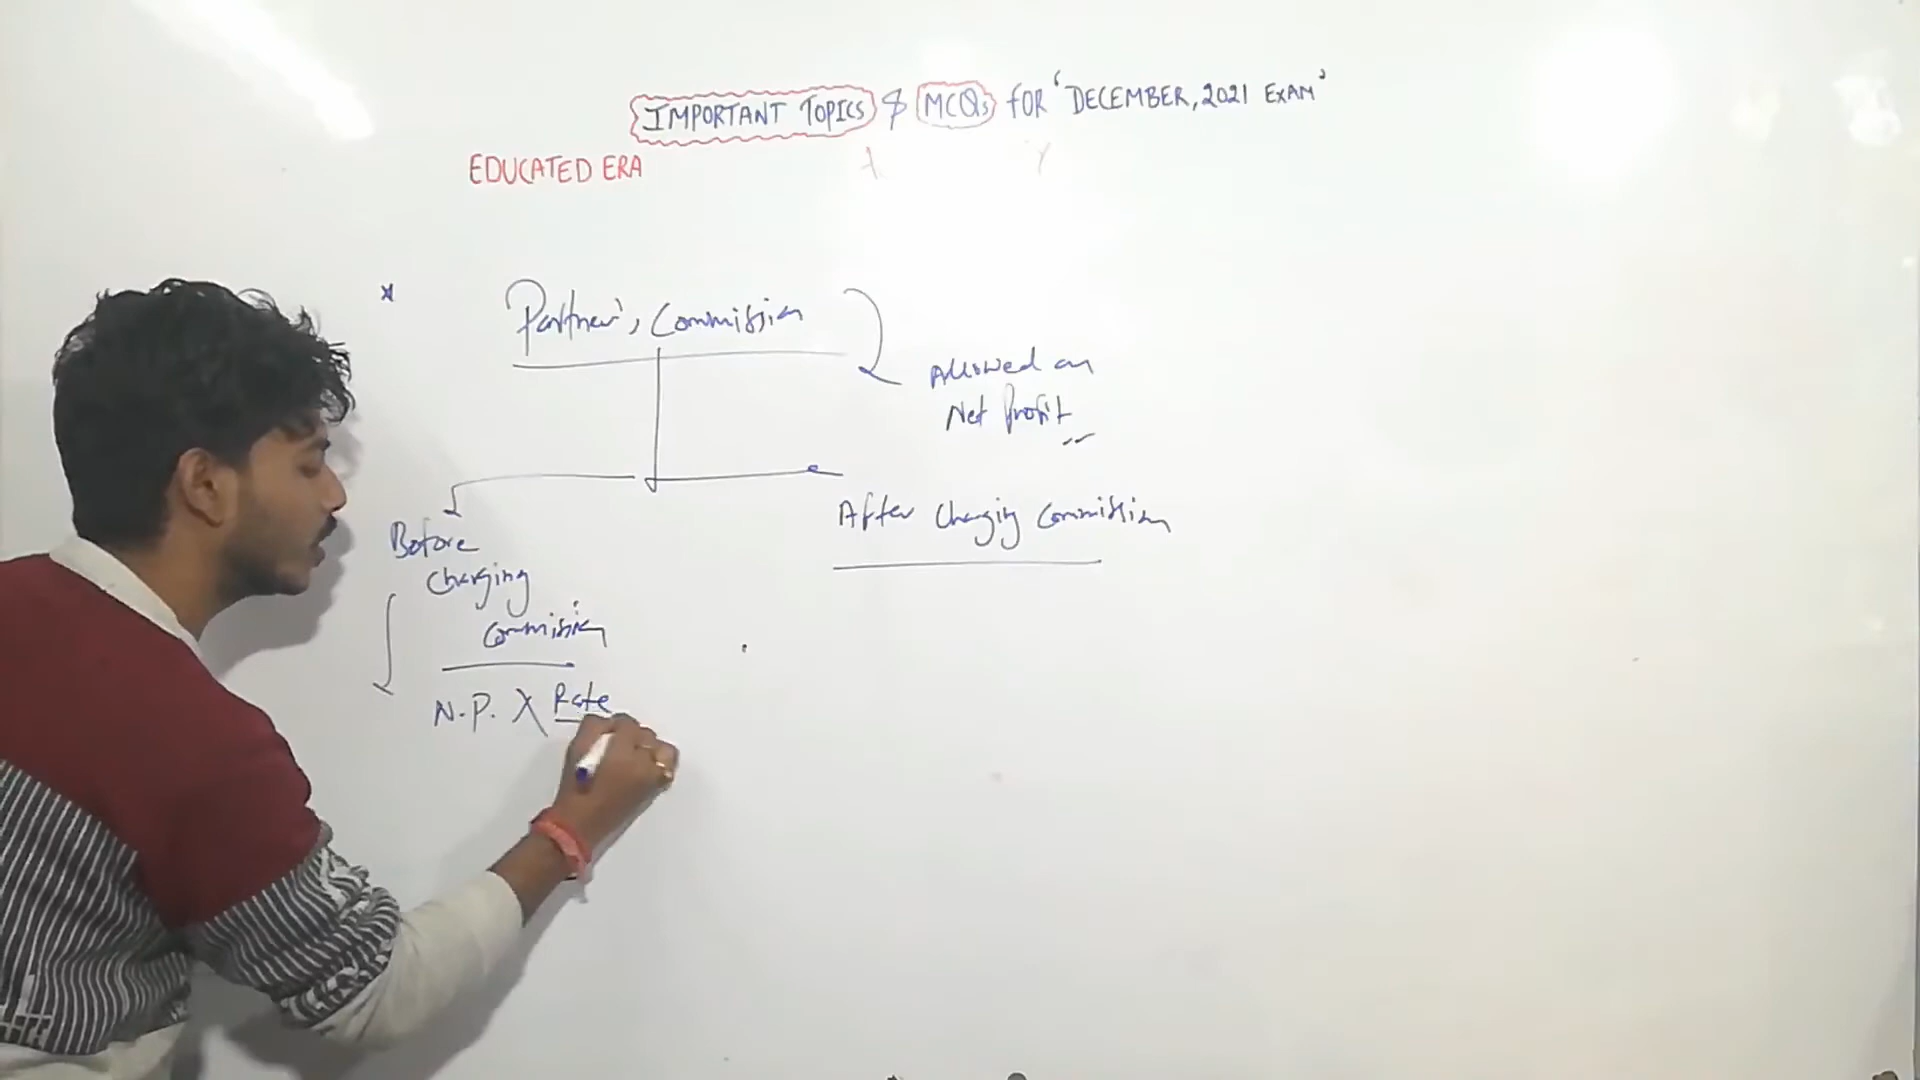 IMPORTANT TOPICS & MCQs FOR 'DECEMBER, 2021 EXAM'
EDUCATED ERA
Partner's Commission
Allowed on
Net Profit
Before
Charging
Commission
After Charging Commission
N.P. X Rate